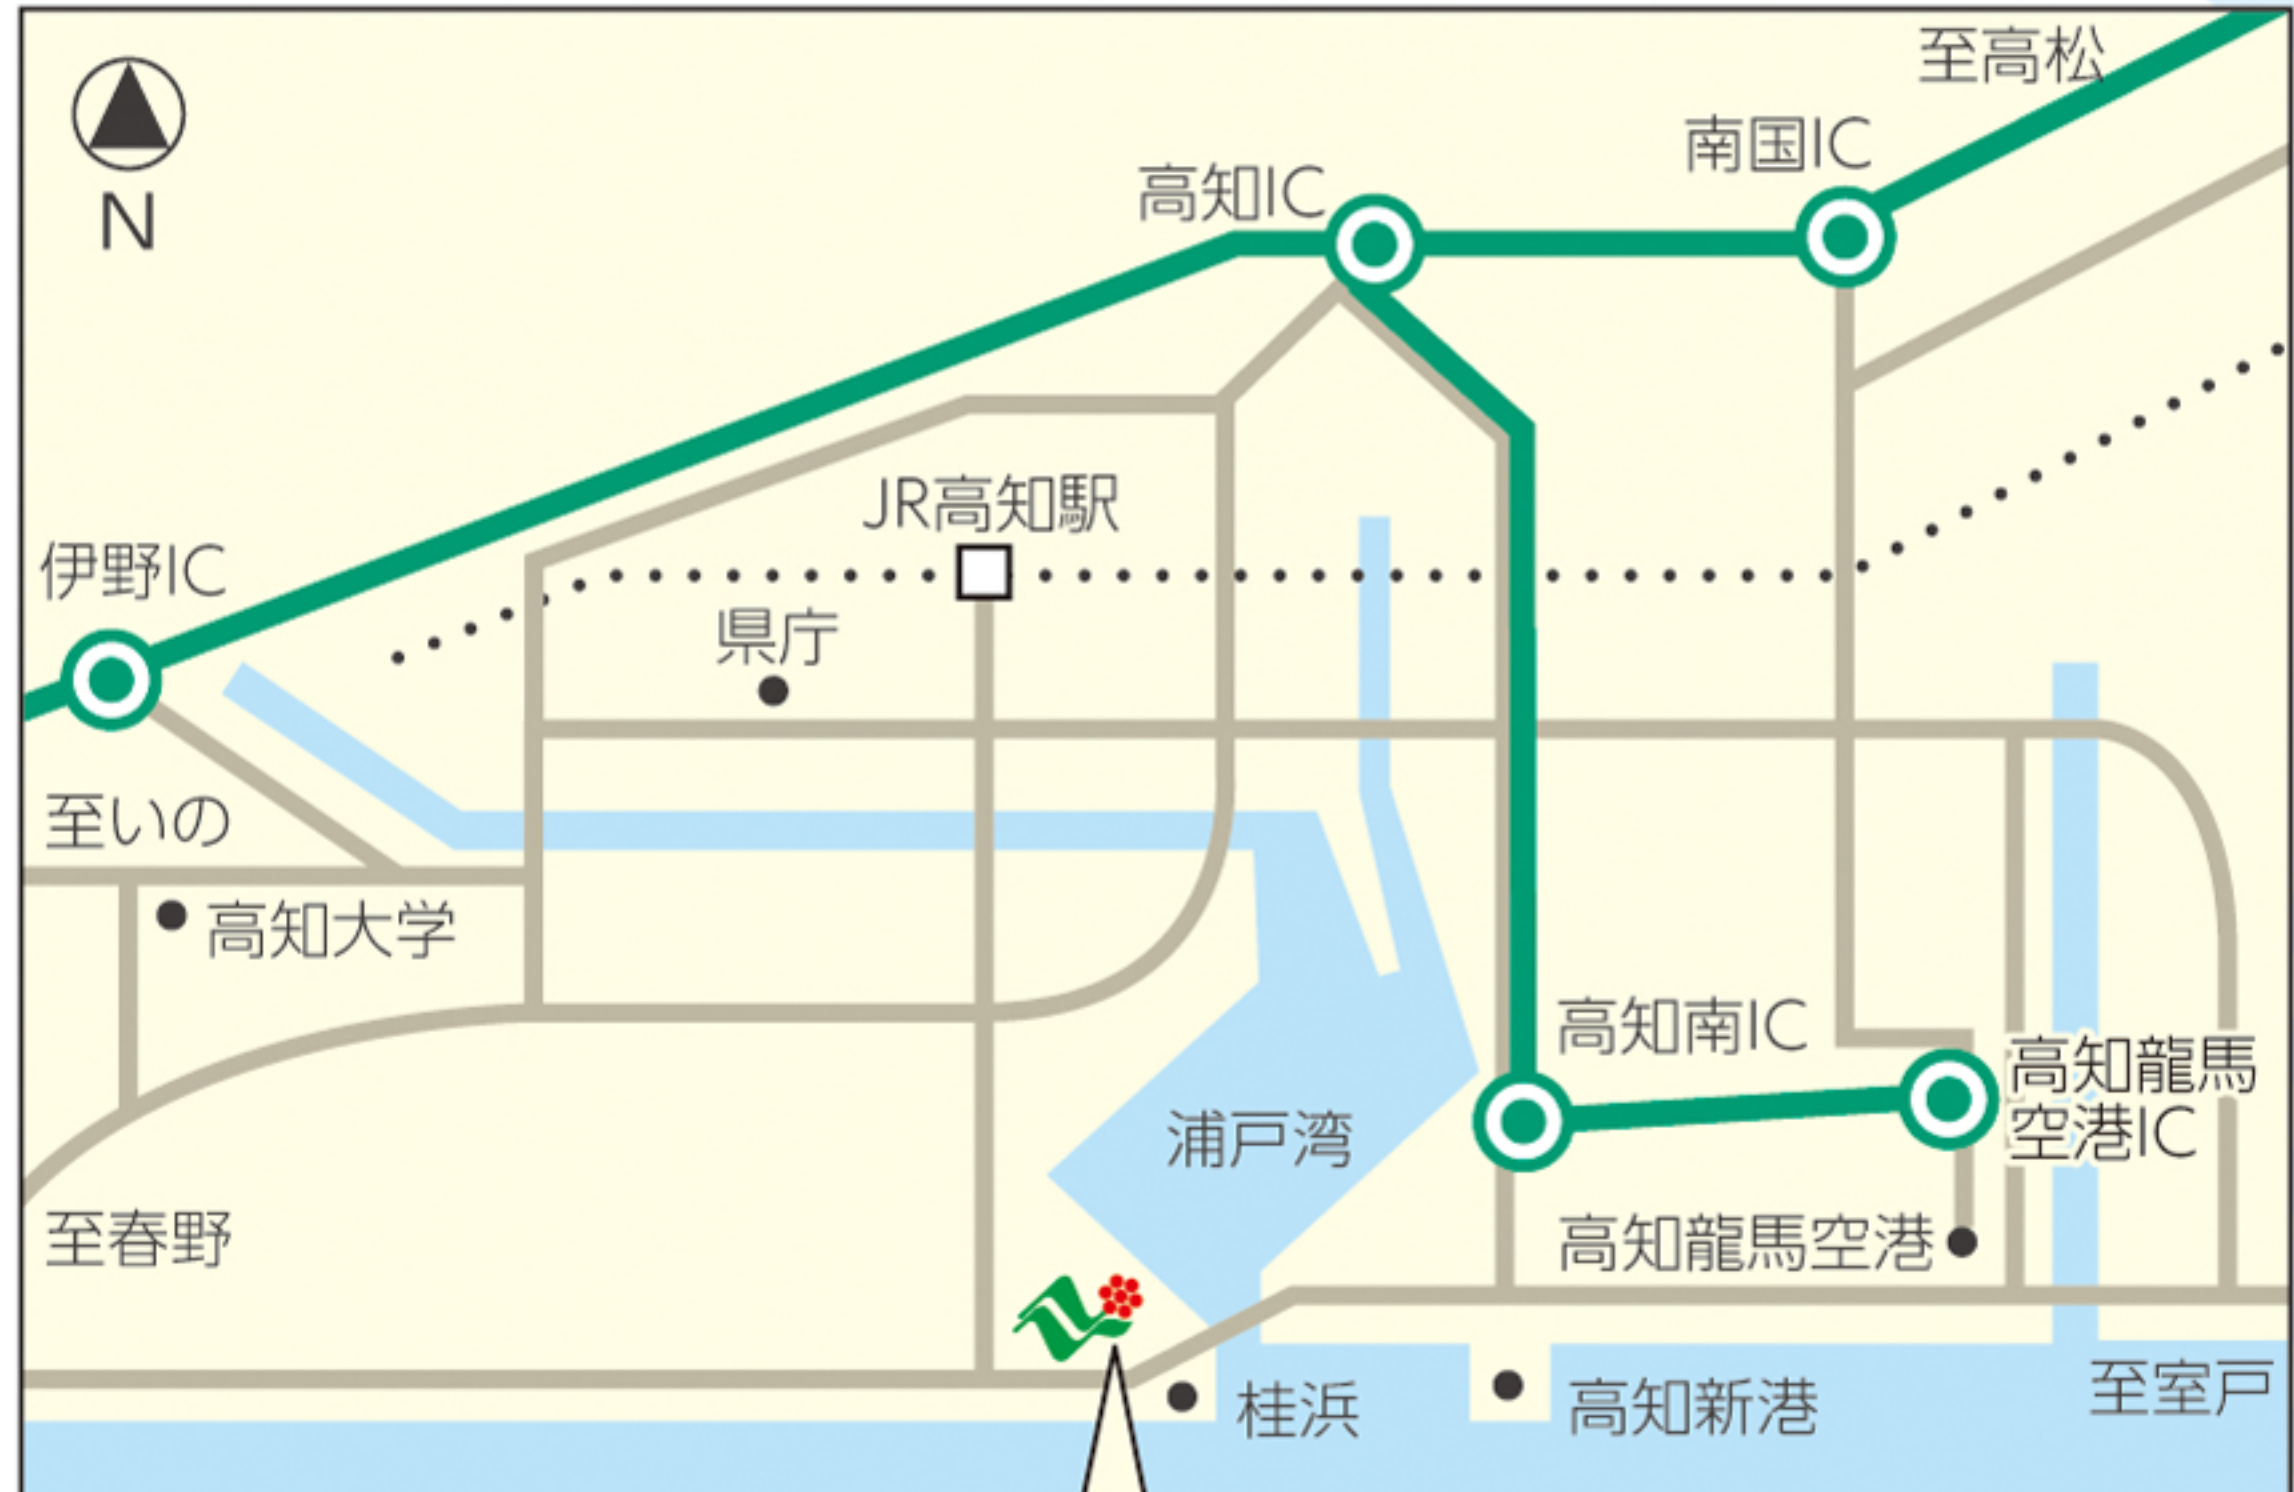 至高松
南国IC
高知IC
N
JR高知駅
伊野IC
県庁
至いの
高知大学
高知南IC
高知龍馬
空港IC
浦戸湾
至春野
高知龍馬空港
至室戸
桂浜
高知新港